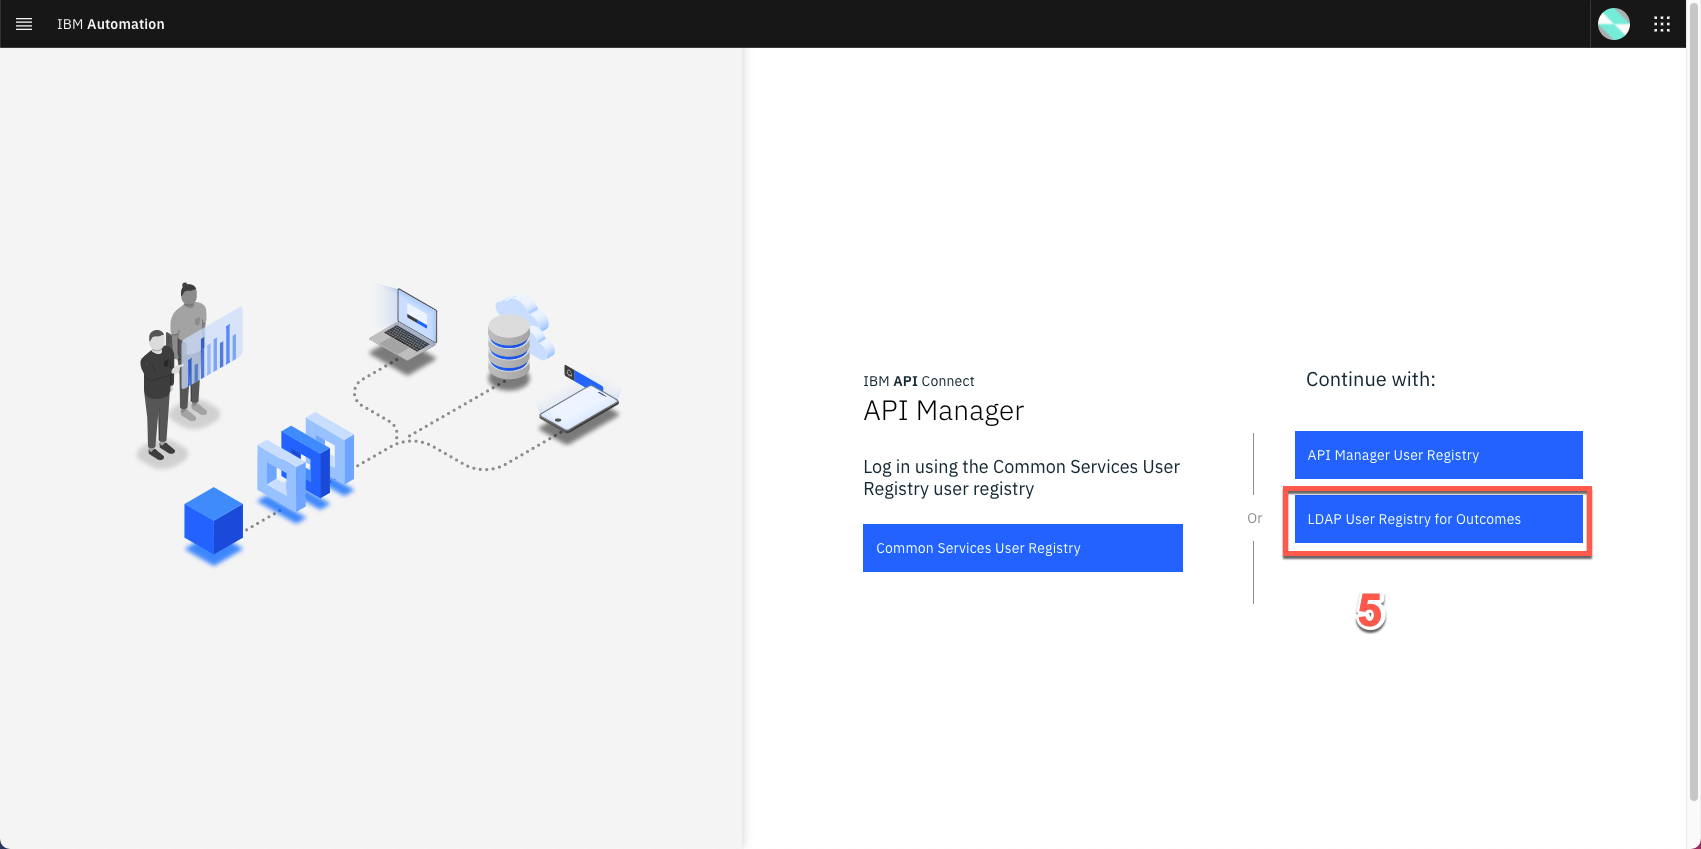 IBM Automation
IBM API Connect
API Manager
Log in using the Common Services User
Registry user registry
Common Services User Registry
Or
Continue with:
API Manager User Registry
LDAP User Registry for Outcomes
5